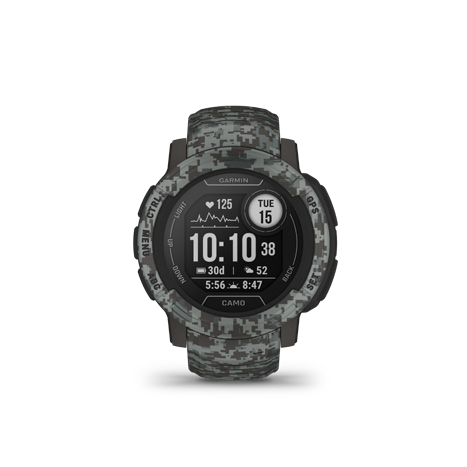 GARMIN
CTRL
GPS
LIGHT
125
TUE
15
MENU
UP
10:10 38
DOWN
BACK
30d 52
ABC
SET
5:56 8:47
CAMO